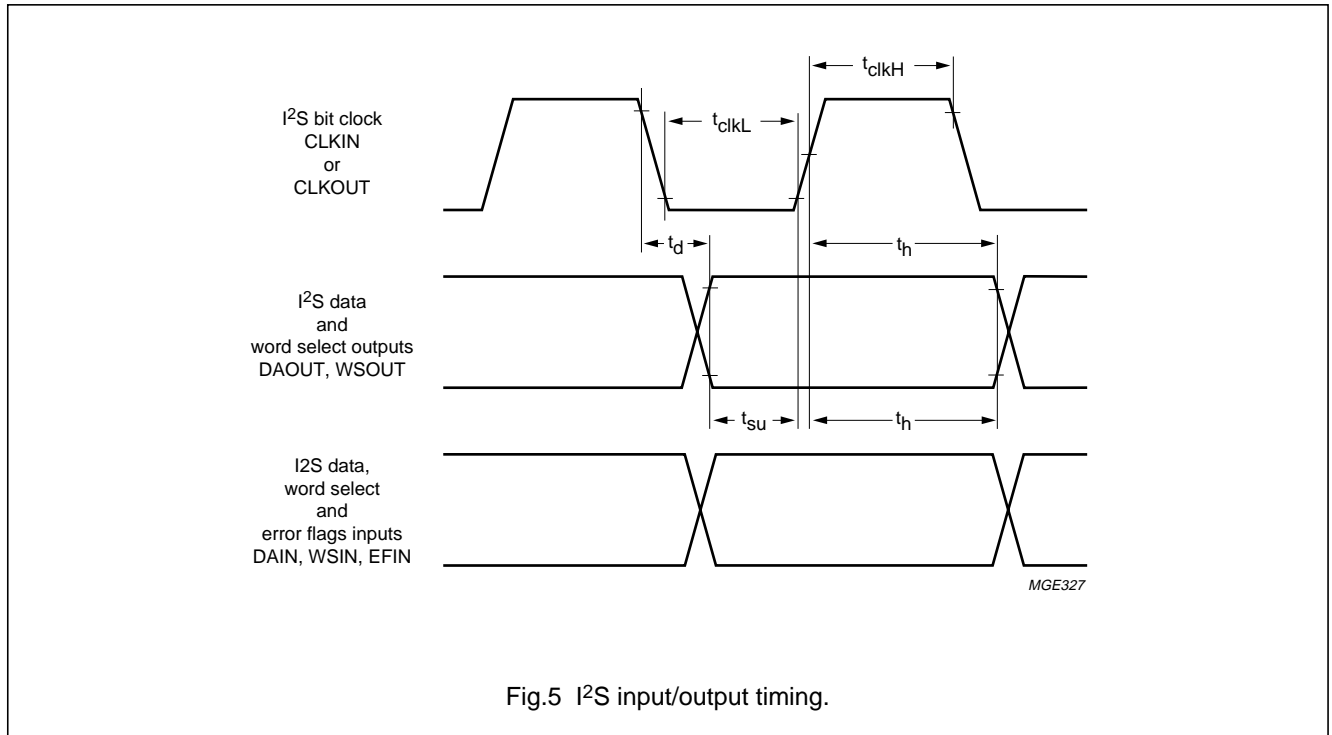 t_clkH
I²S bit clock
CLKIN
or
CLKOUT
t_clkL
t_d
t_h
I²S data
and
word select outputs
DAOUT, WSOUT
t_su
t_h
I2S data,
word select
and
error flags inputs
DAIN, WSIN, EFIN
MGE327
Fig.5 I²S input/output timing.